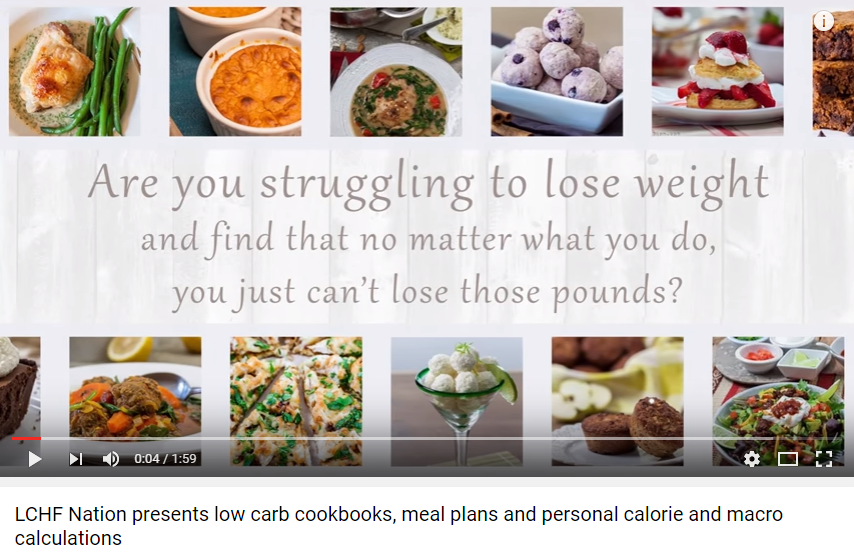 Are you struggling to lose weight
and find that no matter what you do,
you just can't lose those pounds?
0:04 / 1:59
LCHF Nation presents low carb cookbooks, meal plans and personal calorie and macro
calculations